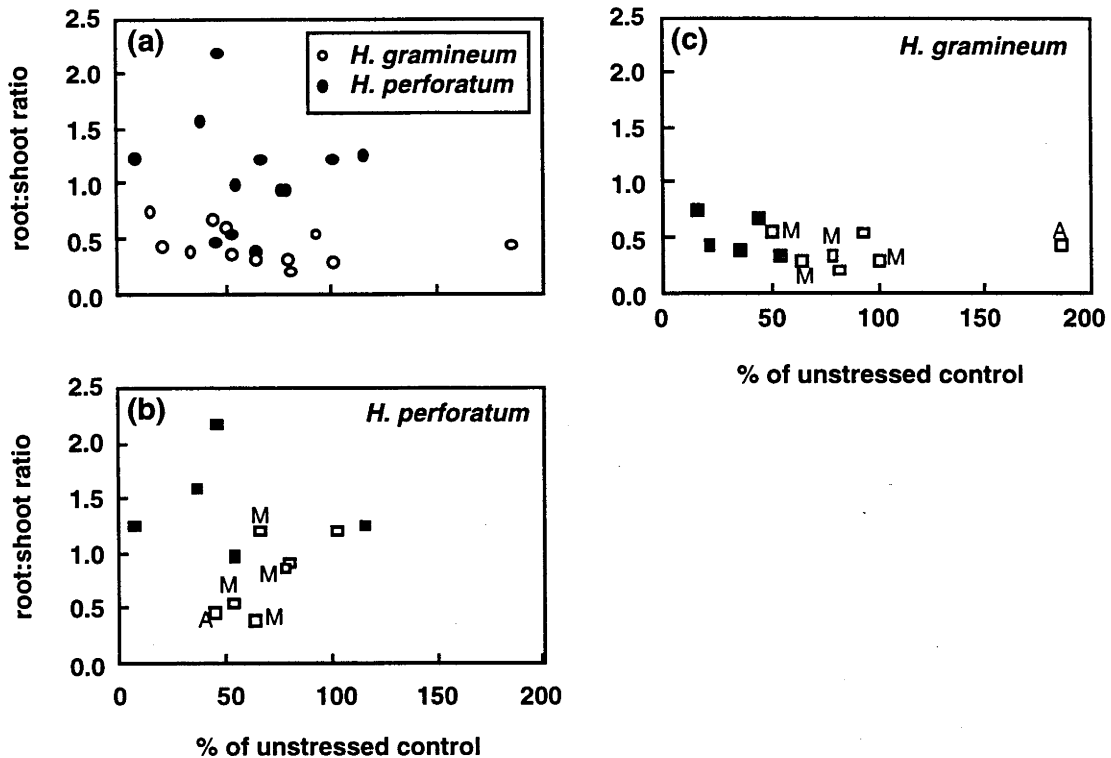 (a)
H. gramineum
H. perforatum
root:shoot ratio
2.5
2.0
1.5
1.0
0.5
0.0
(c)
H. gramineum
2.5
2.0
1.5
1.0
0.5
0.0
M
M
M
M
A
0 50 100 150 200
% of unstressed control
(b)
H. perforatum
root:shoot ratio
2.5
2.0
1.5
1.0
0.5
0.0
M
M
M
A
M
0 50 100 150 200
% of unstressed control